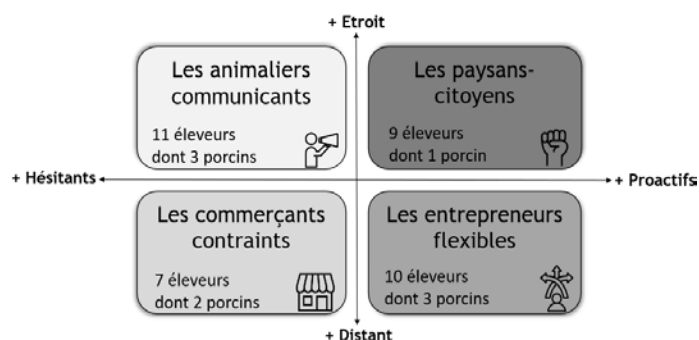 + Etroit
Les animaliers
communicants
11 éleveurs
dont 3 porcins
Les paysans-
citoyens
9 éleveurs
dont 1 porcin
+ Hésitants
+ Proactifs
Les commerçants
contraints
7 éleveurs
dont 2 porcins
Les entrepreneurs
flexibles
10 éleveurs
dont 3 porcins
+ Distant